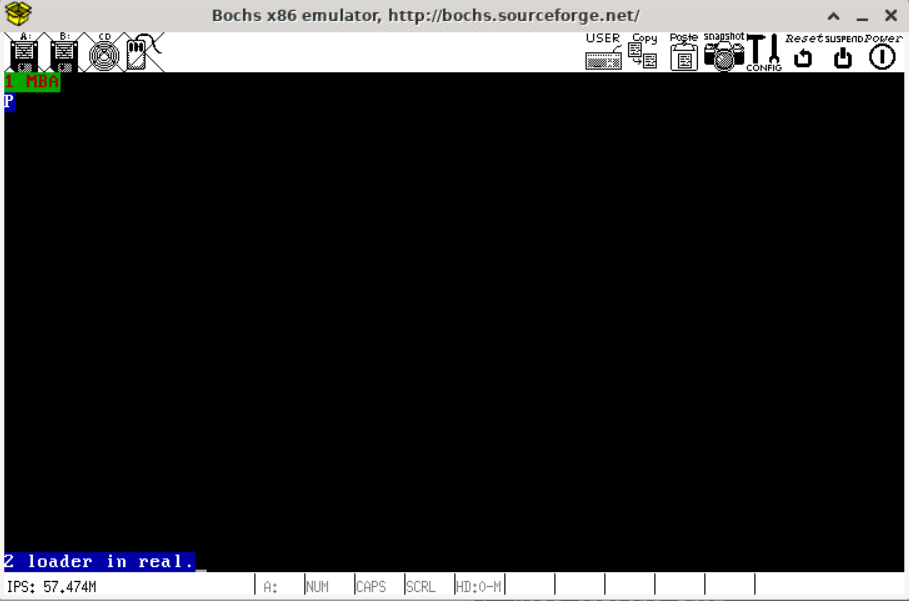 Bochs x86 emulator, http://bochs.sourceforge.net/
A: B: CD USER Copy Paste snapshot CONFIG Reset SUSPEND Power
1 MBA
P
2 loader in real.
IPS: 57.474M A: NUM CAPS SCRL HD:0-M